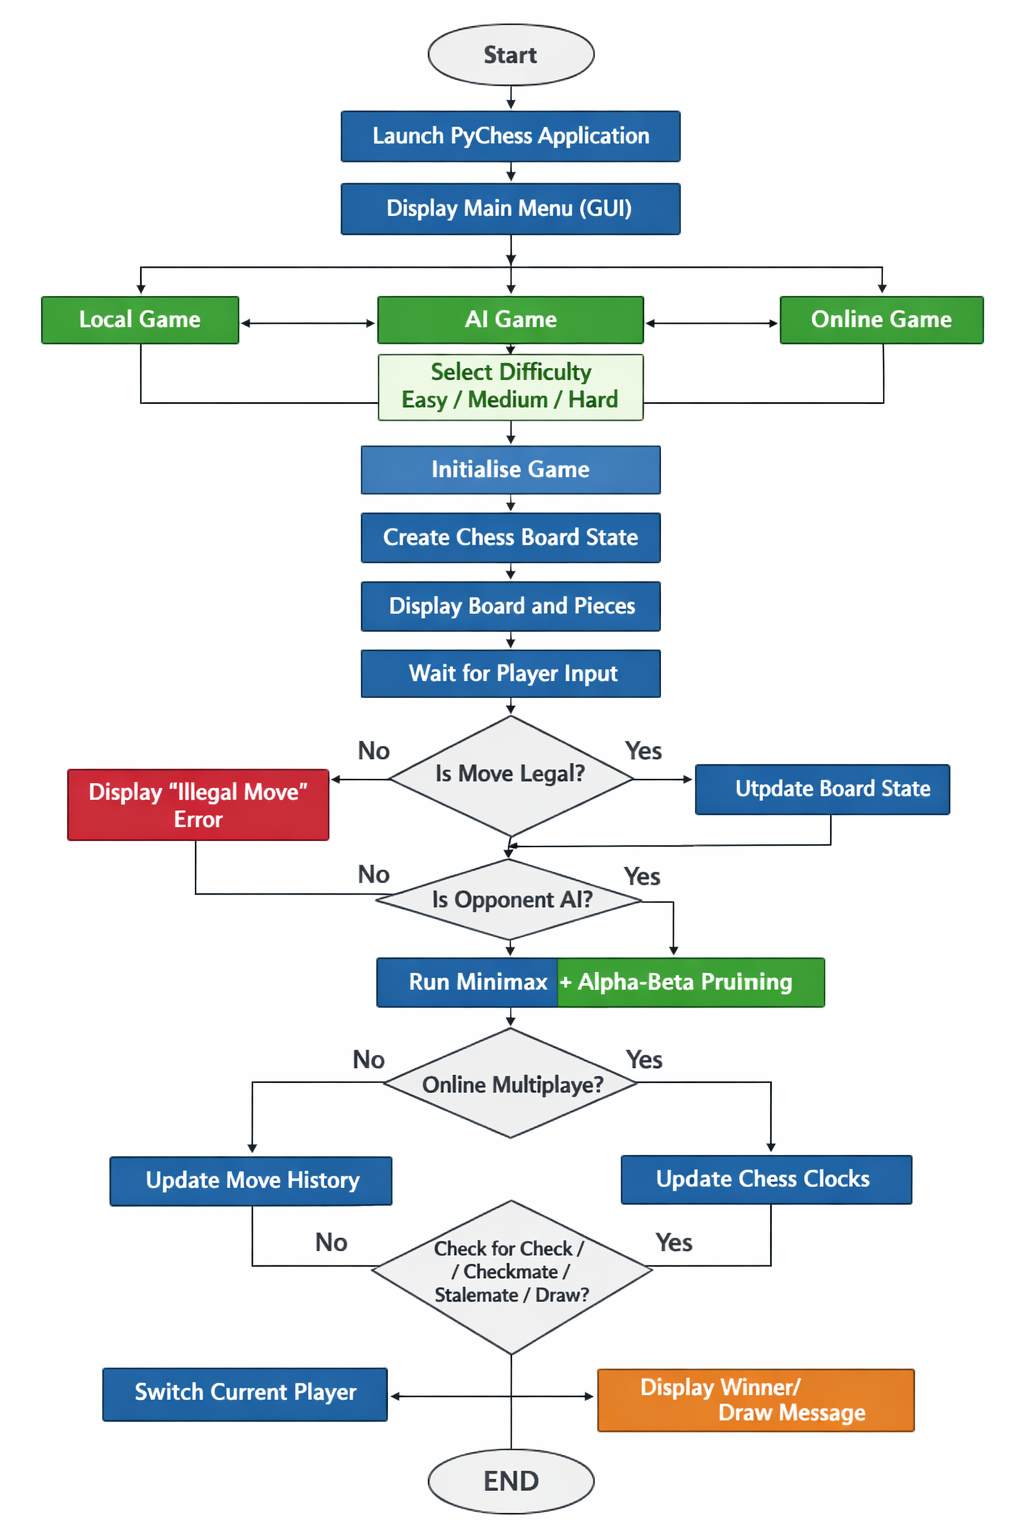 Start
Launch PyChess Application
Display Main Menu (GUI)
Local Game
AI Game
Online Game
Select Difficulty
Easy / Medium / Hard
Initialise Game
Create Chess Board State
Display Board and Pieces
Wait for Player Input
No
Yes
Is Move Legal?
Display "Illegal Move"
Error
Utpdate Board State
No
Yes
Is Opponent AI?
Run Minimax + Alpha-Beta Pruining
No
Yes
Online Multiplaye?
Update Move History
Update Chess Clocks
No
Yes
Check for Check /
/ Checkmate /
Stalemate / Draw?
Switch Current Player
Display Winner/
Draw Message
END